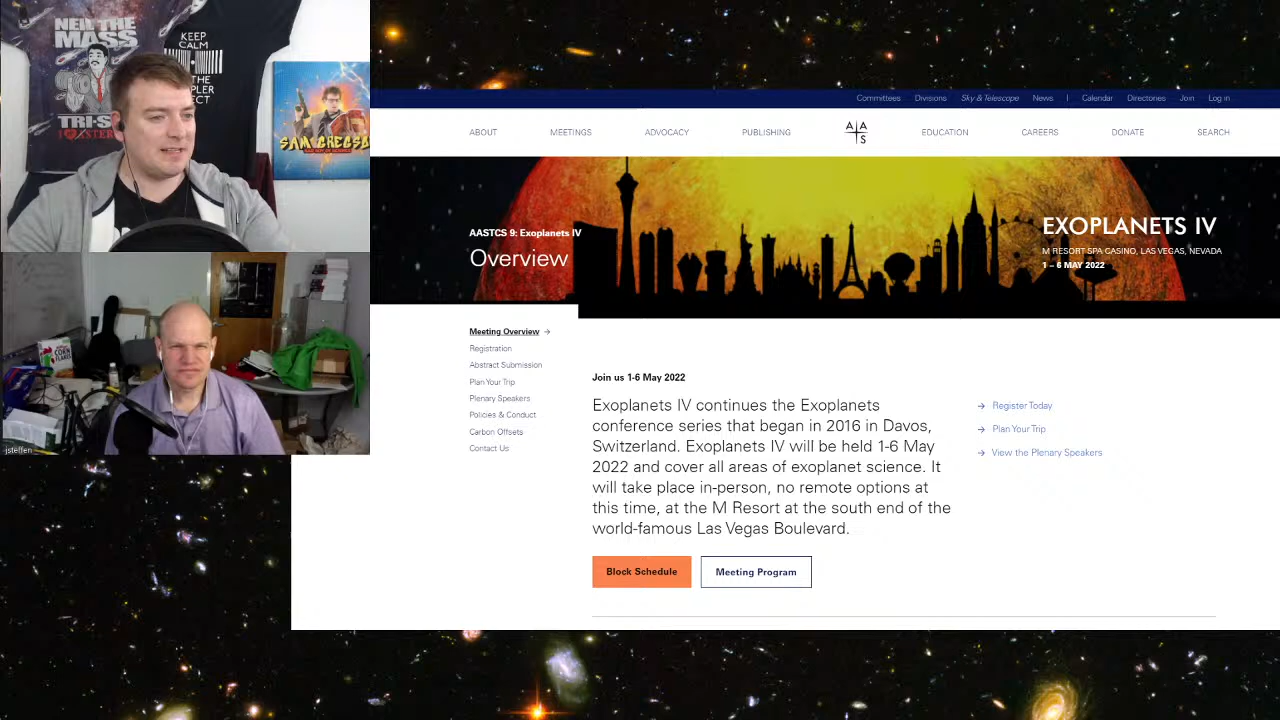 NEIL THE
MASS
TRI-S
KEEP
CALM
THE
SAM GREGSO
CORN
FLAKES
jsteffen
Committees Divisions Sky & Telescope News | Calendar Directories Join Log in
ABOUT MEETINGS ADVOCACY PUBLISHING AAS EDUCATION CAREERS DONATE SEARCH
AASTCS 9: Exoplanets IV
Overview
EXOPLANETS IV
M RESORT SPA CASINO, LAS VEGAS, NEVADA
1 – 6 MAY 2022
Meeting Overview →
Registration
Abstract Submission
Plan Your Trip
Plenary Speakers
Policies & Conduct
Carbon Offsets
Contact Us
Join us 1-6 May 2022
Exoplanets IV continues the Exoplanets
conference series that began in 2016 in Davos,
Switzerland. Exoplanets IV will be held 1-6 May
2022 and cover all areas of exoplanet science. It
will take place in-person, no remote options at
this time, at the M Resort at the south end of the
world-famous Las Vegas Boulevard.
→ Register Today
→ Plan Your Trip
→ View the Plenary Speakers
Block Schedule
Meeting Program